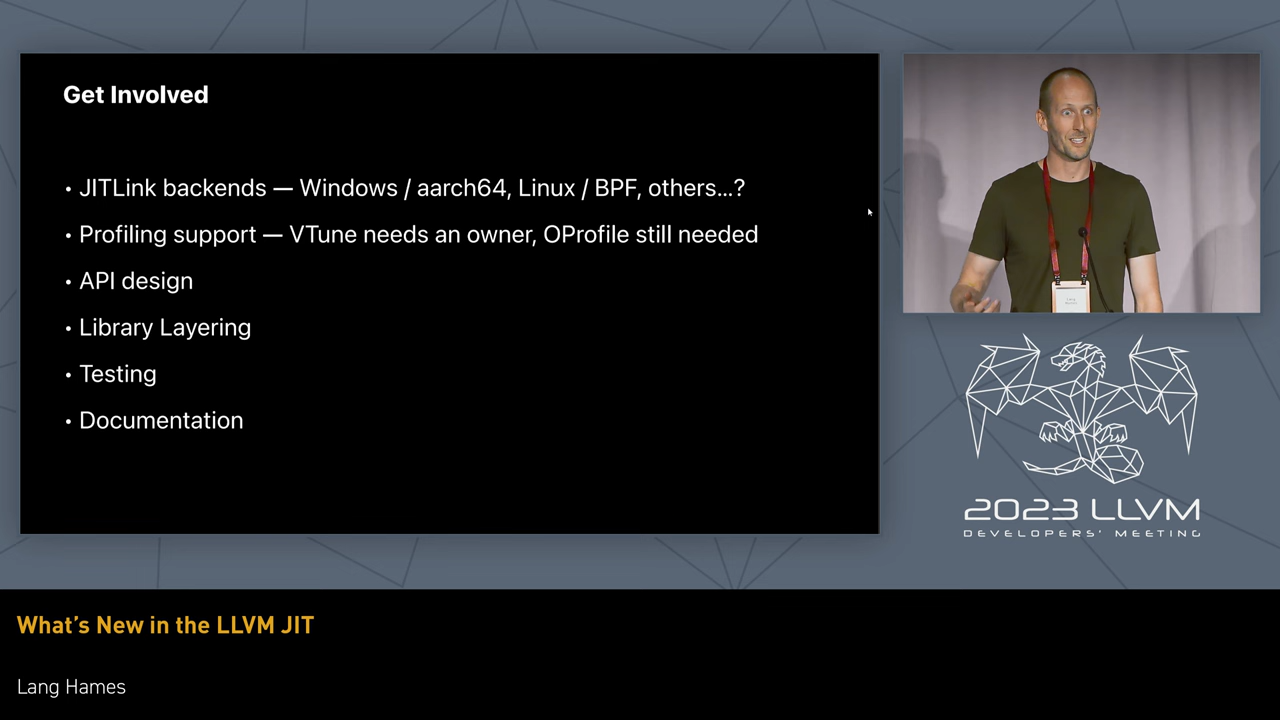 Get Involved
• JITLink backends — Windows / aarch64, Linux / BPF, others...?
• Profiling support — VTune needs an owner, OProfile still needed
• API design
• Library Layering
• Testing
• Documentation
2023 LLVM
DEVELOPERS' MEETING
What's New in the LLVM JIT
Lang Hames